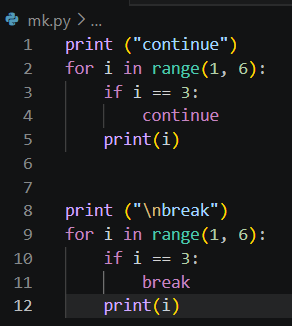 mk.py > ...
1 print ("continue")
2 for i in range(1, 6):
3     if i == 3:
4         continue
5     print(i)
6
7
8 print ("\nbreak")
9 for i in range(1, 6):
10     if i == 3:
11         break
12     print(i)